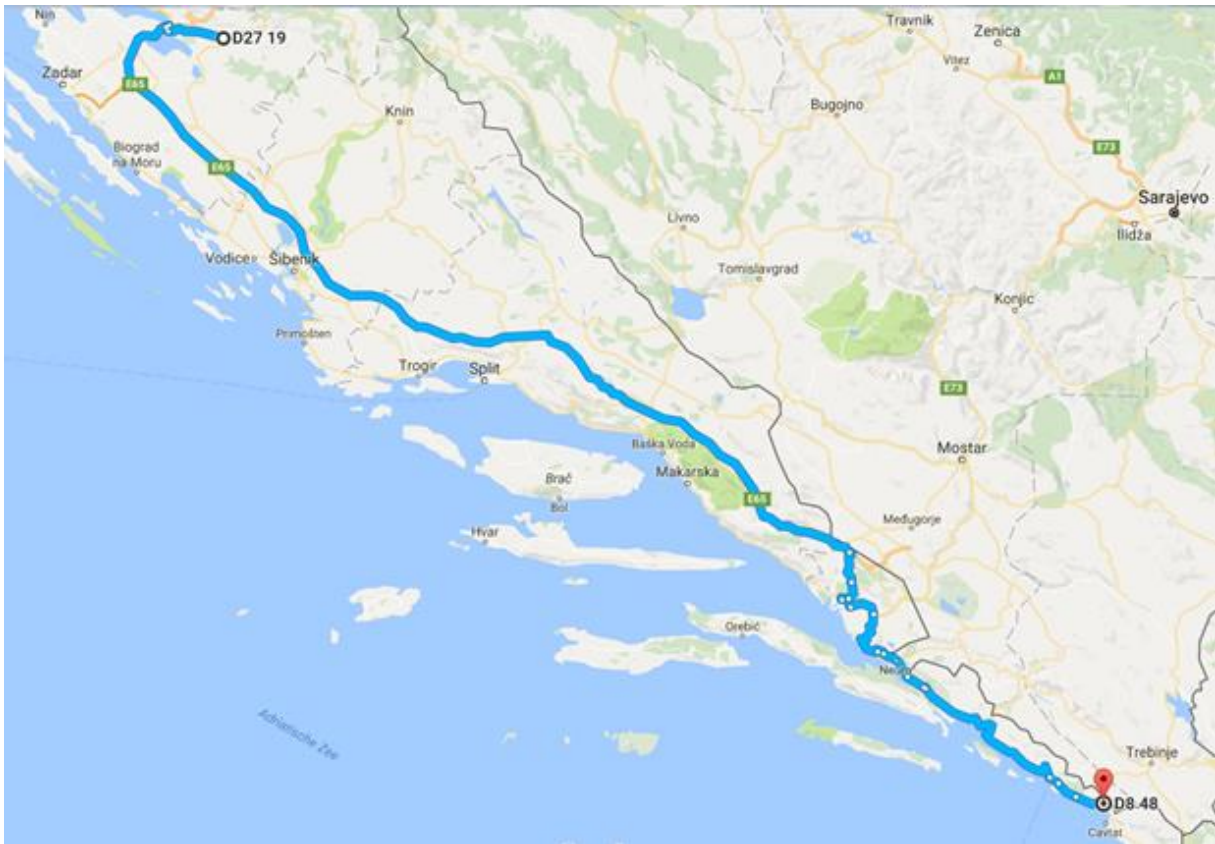 Nin
D27 19
Travnik
Zenica
Vitez
Zadar
E65
A1
Knin
Bugojno
Biograd
na Moru
E65
E73
Sarajevo
Ilidža
Livno
Vodice
Šibenik
Tomislavgrad
Konjic
Primošten
Trogir
Split
E73
Baška Voda
Mostar
Makarska
Brač
Bol
E65
Međugorje
Hvar
Orebić
Adriatische Zee
Trebinje
D8.48
Cavtat